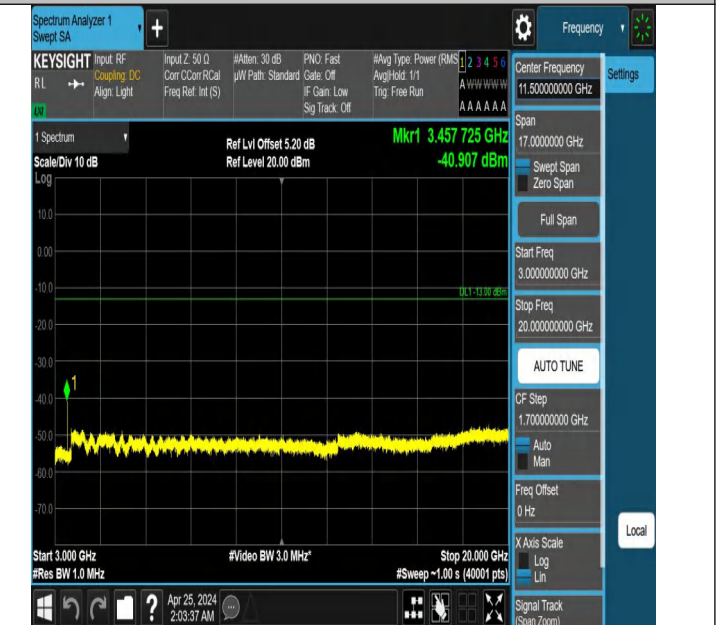 Spectrum Analyzer 1
Swept SA
+
Frequency
KEYSIGHT
RL
LXI
Input: RF
Coupling: DC
Align: Light
Input Z: 50 Ω
Corr CCorr RCal
Freq Ref: Int (S)
#Atten: 30 dB
µW Path: Standard
PNO: Fast
Gate: Off
IF Gain: Low
Sig Track: Off
#Avg Type: Power (RMS
Avg|Hold: 1/1
Trig: Free Run
1 2 3 4 5 6
A W W W W W
A A A A A A
1 Spectrum
Scale/Div 10 dB
Log
Ref Lvl Offset 5.20 dB
Ref Level 20.00 dBm
Mkr1 3.457 725 GHz
-40.907 dBm
10.0
0.00
-10.0
DL1 -13.00 dBm
-20.0
-30.0
1
-40.0
-50.0
-60.0
-70.0
Start 3.000 GHz
#Res BW 1.0 MHz
#Video BW 3.0 MHz*
Stop 20.000 GHz
#Sweep ~1.00 s (40001 pts)
?
Apr 25, 2024
2:03:37 AM
Center Frequency
11.500000000 GHz
Settings
Span
17.0000000 GHz
Swept Span
Zero Span
Full Span
Start Freq
3.000000000 GHz
Stop Freq
20.000000000 GHz
AUTO TUNE
CF Step
1.700000000 GHz
Auto
Man
Freq Offset
0 Hz
X Axis Scale
Log
Lin
Local
Signal Track
(Span Zoom)